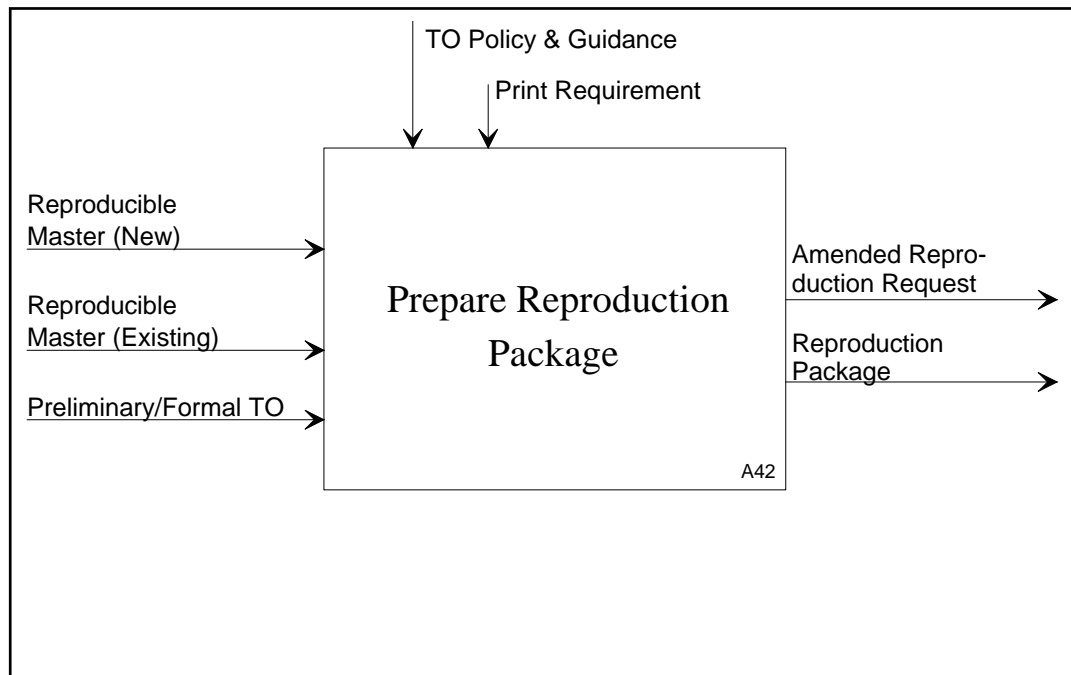 TO Policy & Guidance
Print Requirement
Reproducible
Master (New)
Reproducible
Master (Existing)
Preliminary/Formal TO
Prepare Reproduction
Package
A42
Amended Repro-
duction Request
Reproduction
Package